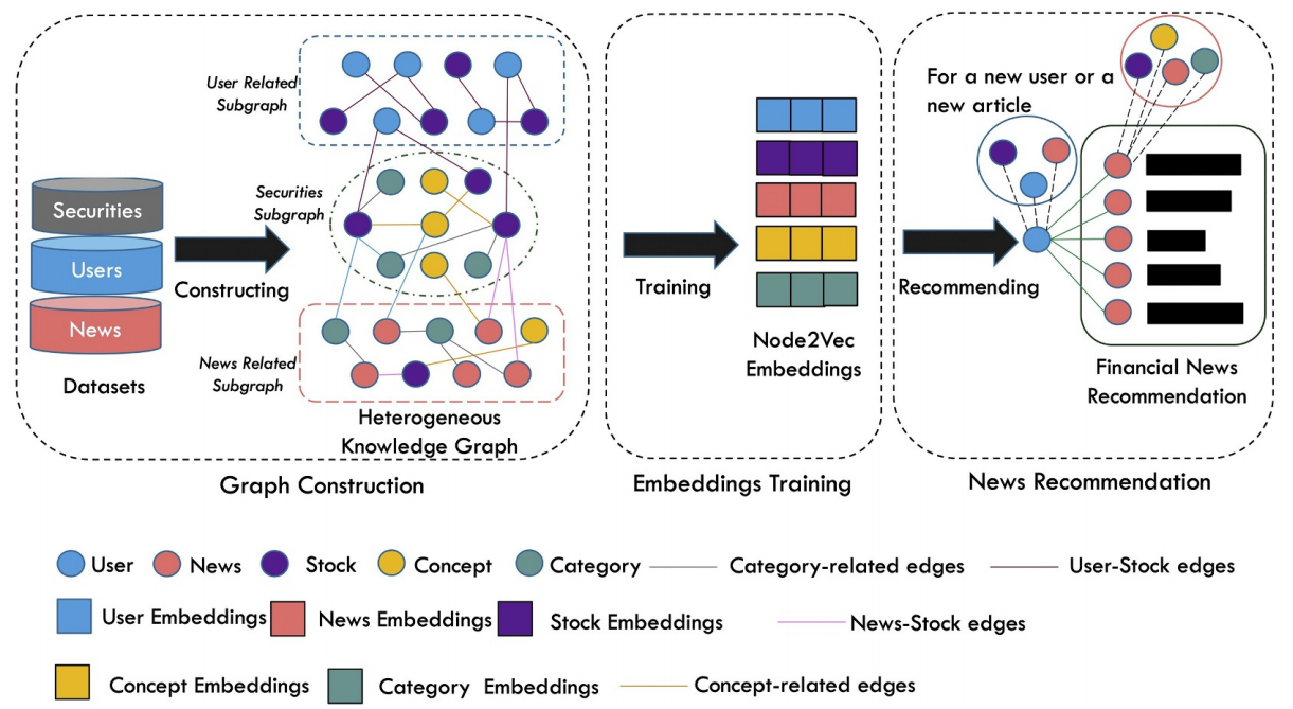 User Related
Subgraph
Securities
Subgraph
Securities
Users
News
Datasets
Constructing
News Related
Subgraph
Heterogeneous
Knowledge Graph
Graph Construction
Training
Node2Vec
Embeddings
Embeddings Training
For a new user or a
new article
Recommending
Financial News
Recommendation
News Recommendation
User News Stock Concept Category Category-related edges User-Stock edges
User Embeddings News Embeddings Stock Embeddings News-Stock edges
Concept Embeddings Category Embeddings Concept-related edges